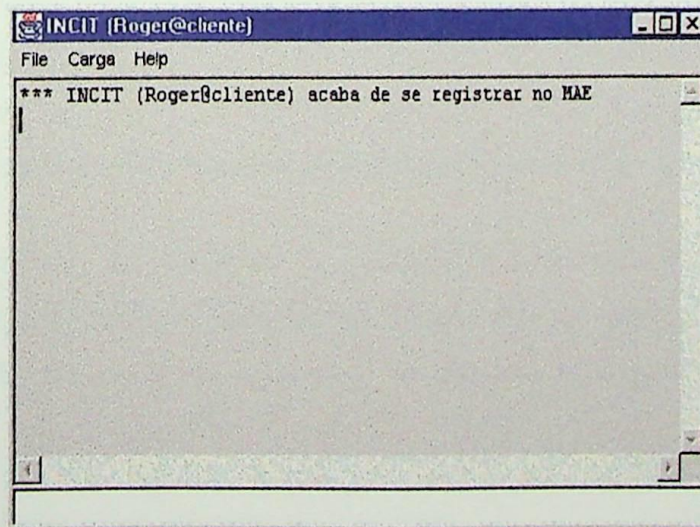 INCIT (Roger@cliente)
File Carga Help
*** INCIT (Roger@cliente) acaba de se registrar no MAE